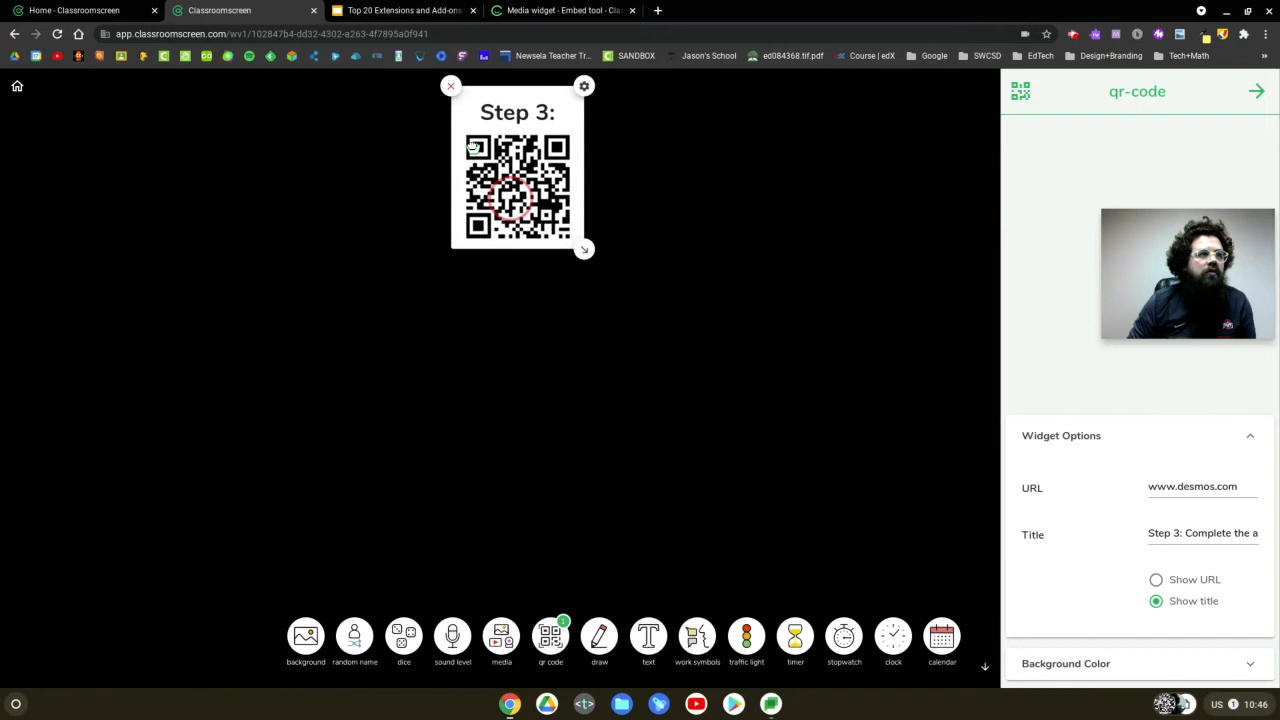 Home - Classroomscreen
Classroomscreen
Top 20 Extensions and Add-ons
Media widget - Embed tool - Clas
app.classroomscreen.com/wv1/102847b4-dd32-4302-a263-4f7895a0f941
Newsela Teacher Tr...
SANDBOX
Jason's School
ed084368.tif.pdf
Course | edX
Google
SWCSD
EdTech
Design+Branding
Tech+Math
Step 3:
qr-code
Widget Options
URL
www.desmos.com
Title
Step 3: Complete the a
Show URL
Show title
Background Color
1
background
random name
dice
sound level
media
qr code
draw
text
work symbols
traffic light
timer
stopwatch
clock
calendar
US
1
10:46